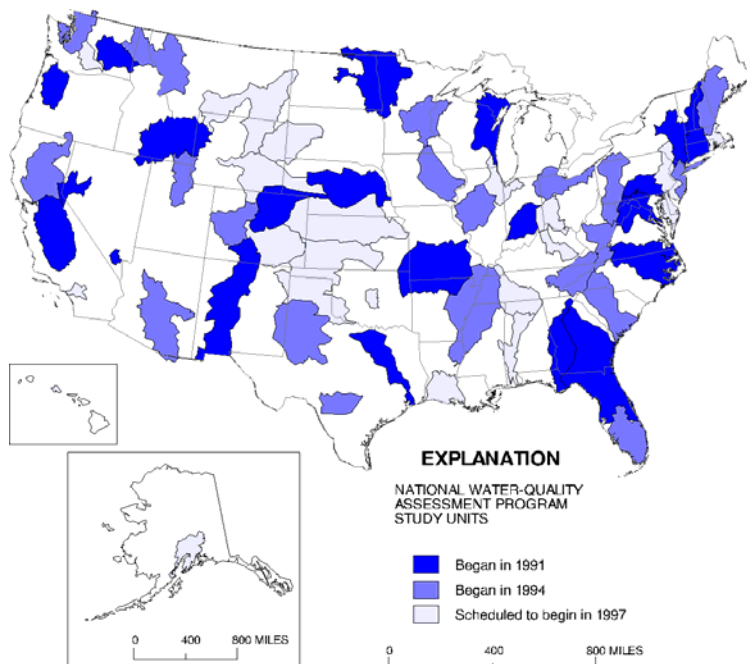 EXPLANATION
NATIONAL WATER-QUALITY
ASSESSMENT PROGRAM
STUDY UNITS
Began in 1991
Began in 1994
Scheduled to begin in 1997
0 400 800 MILES
0 400 800 MILES